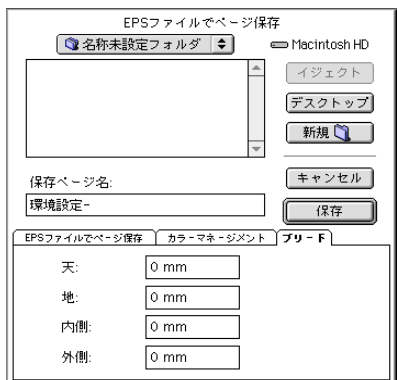 EPSファイルでページ保存
名称未設定フォルダ
Macintosh HD
イジェクト
デスクトップ
新規
保存ページ名:
キャンセル
環境設定-
保存
EPSファイルでページ保存 カラーマネージメント ブリード
天: 0 mm
地: 0 mm
内側: 0 mm
外側: 0 mm